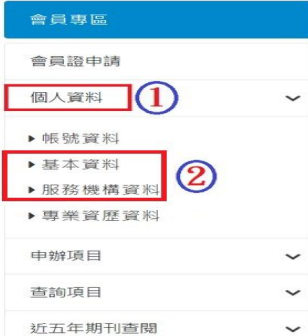 會員專區
會員證申請
個人資料 1
▸帳號資料
▸基本資料
▸服務機構資料 2
▸專業資歷資料
申辦項目
查詢項目
近五年期刊查閱